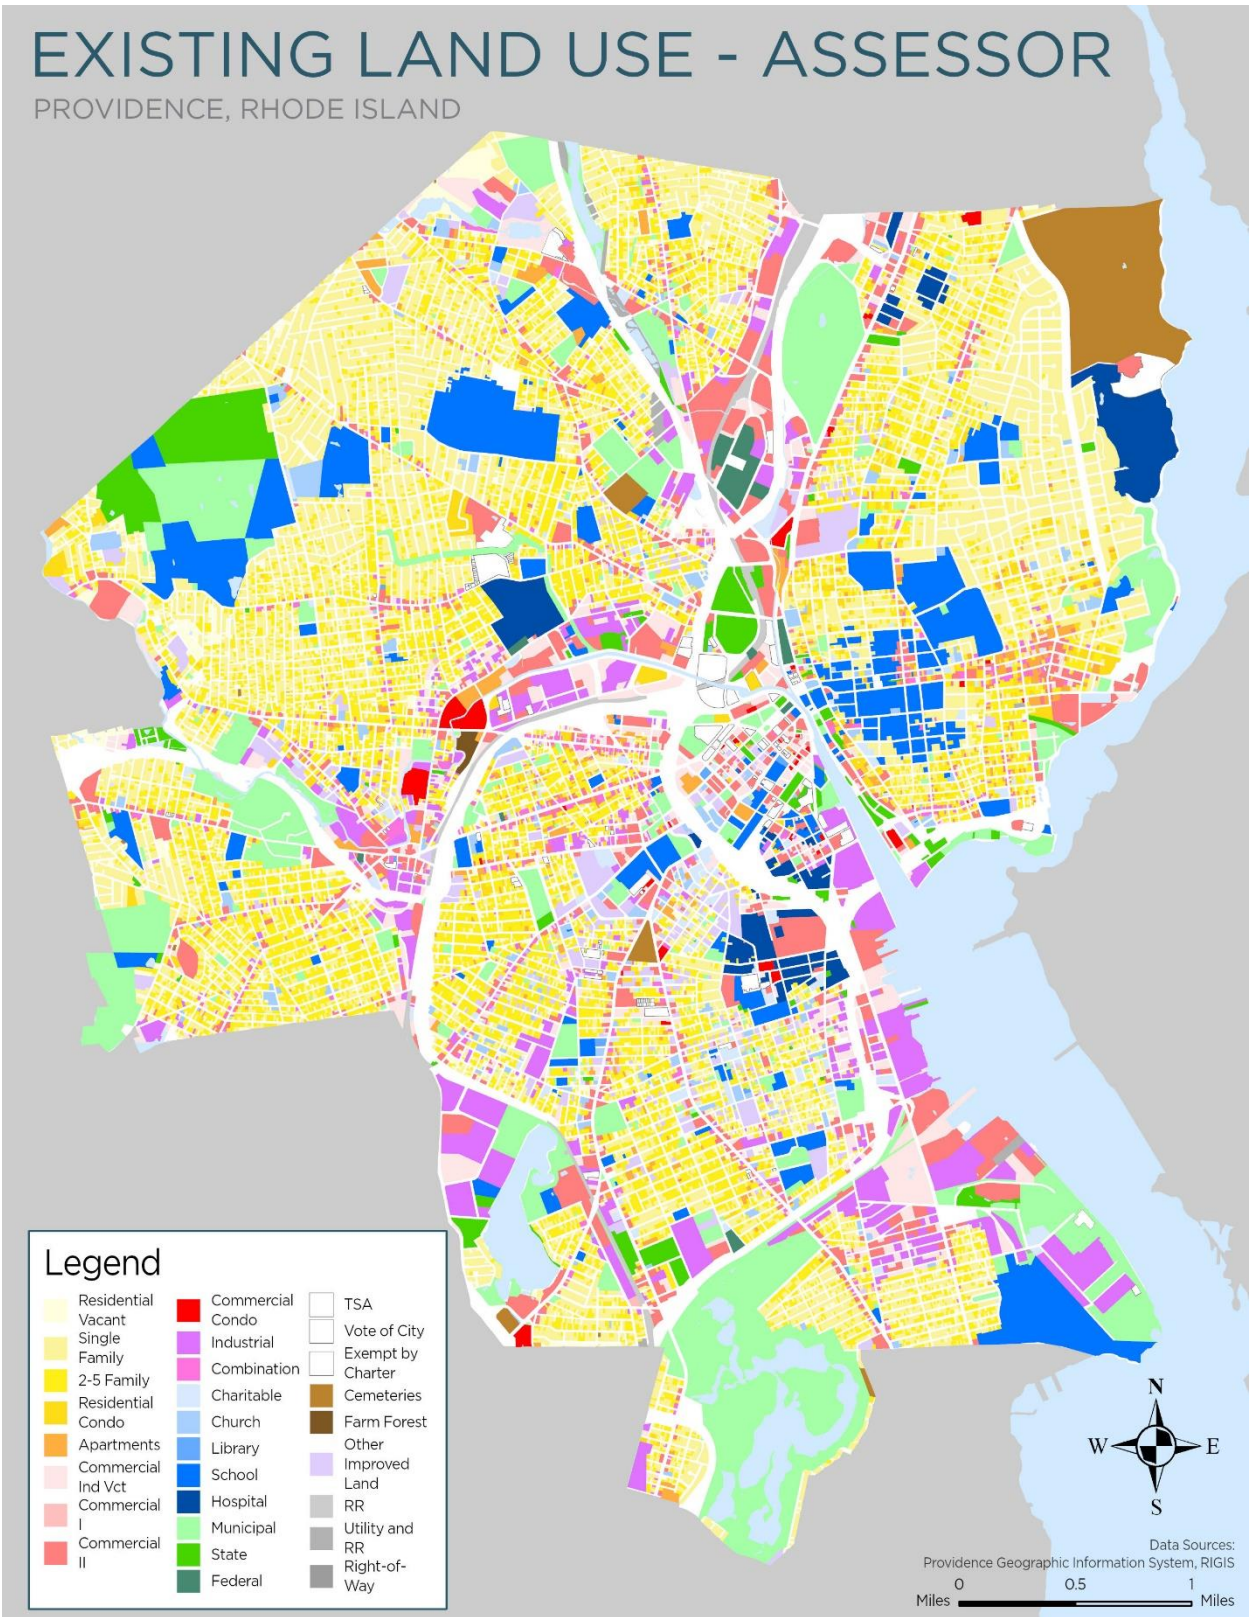 EXISTING LAND USE - ASSESSOR
PROVIDENCE, RHODE ISLAND
Legend
Residential
Vacant
Single
Family
2-5 Family
Residential
Condo
Apartments
Commercial
Ind Vct
Commercial
I
Commercial
II
Commercial
Condo
Industrial
Combination
Charitable
Church
Library
School
Hospital
Municipal
State
Federal
TSA
Vote of City
Exempt by
Charter
Cemeteries
Farm Forest
Other
Improved
Land
RR
Utility and
RR
Right-of-
Way
N
W E
S
Data Sources:
Providence Geographic Information System, RIGIS
0 0.5 1
Miles Miles